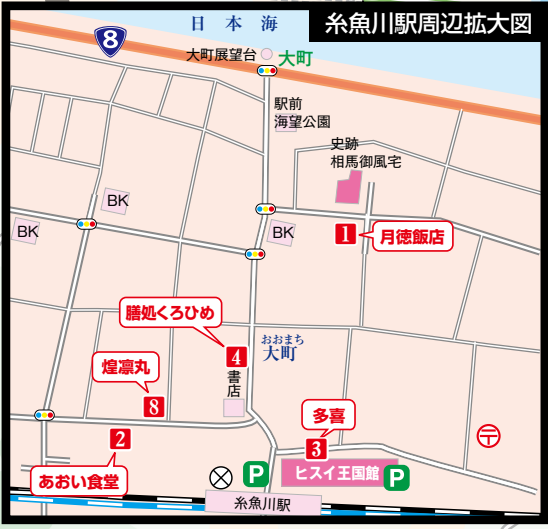 糸魚川駅周辺拡大図
日本海
8
大町展望台
大町
駅前
海望公園
史跡
相馬御風宅
BK
BK
BK
1
月徳飯店
膳処くろひめ
4
おおまち
大町
書店
煌凛丸
8
多喜
3
2
あおい食堂
ヒスイ王国館
P
P
〒
糸魚川駅